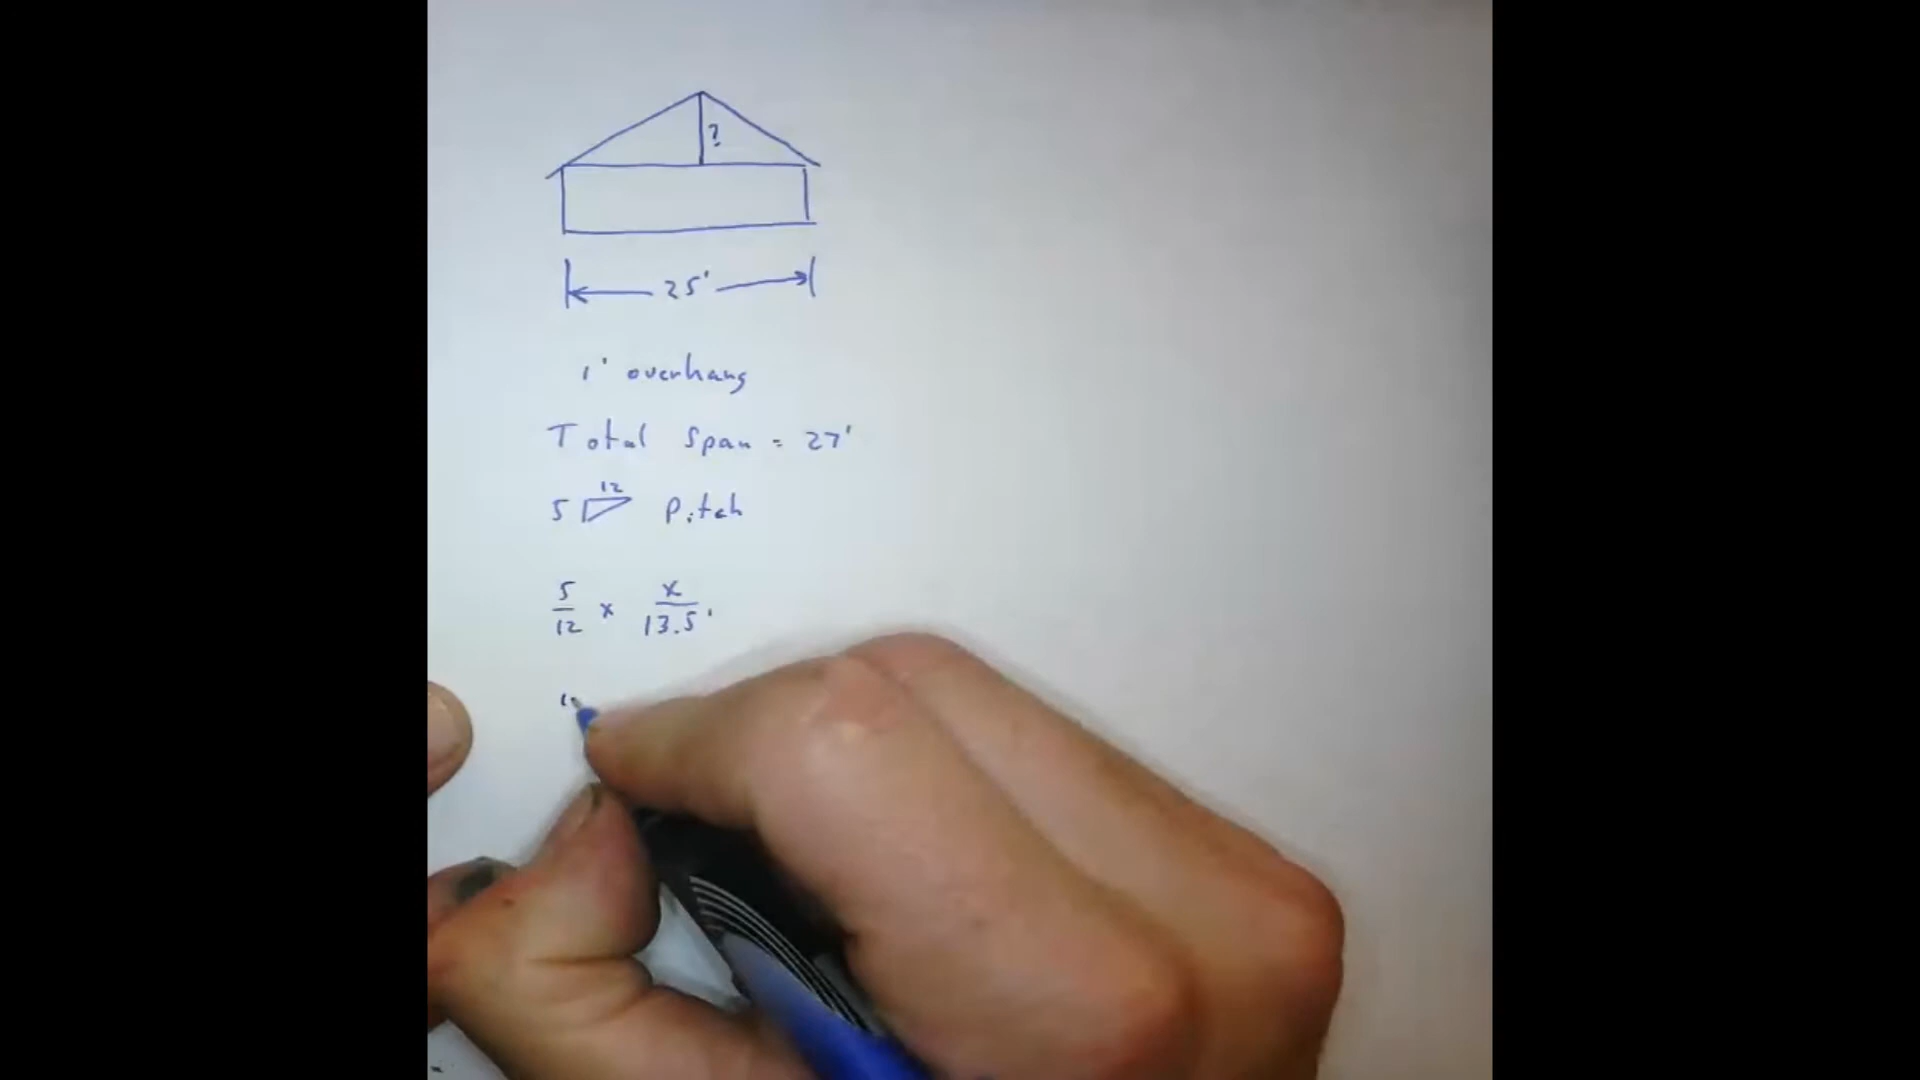 ?
25'
1' overhang
Total Span = 27'
12
5 Pitch
5/12 x x/13.5'